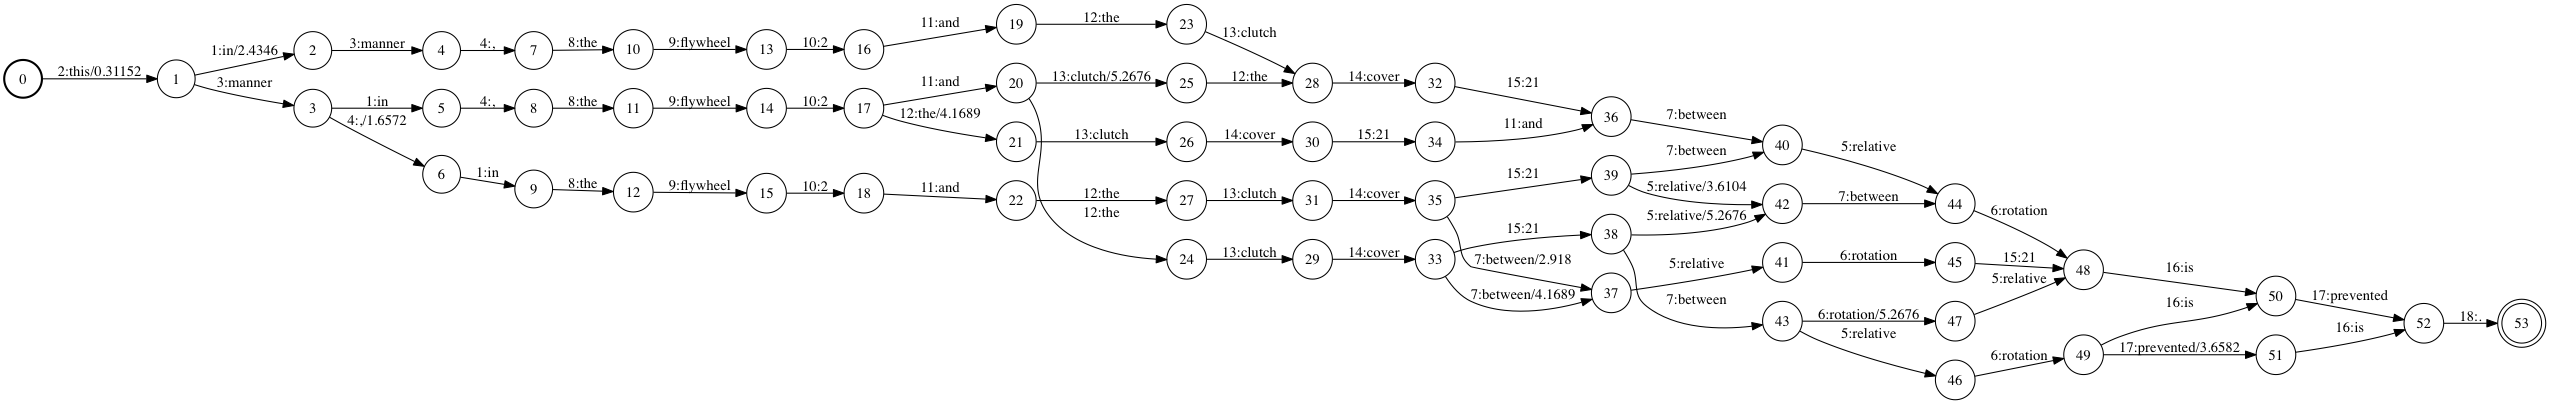 0
2:this/0.31152
1
1:in/2.4346
2
3:manner
4
4:,
7
8:the
10
9:flywheel
13
10:2
16
11:and
19
12:the
23
13:clutch
3:manner
3
1:in
5
4:,
8
8:the
11
9:flywheel
14
10:2
17
11:and
20
13:clutch/5.2676
25
12:the
28
14:cover
32
15:21
36
7:between
40
5:relative
12:the/4.1689
21
13:clutch
26
14:cover
30
15:21
34
11:and
4:,/1.6572
6
1:in
9
8:the
12
9:flywheel
15
10:2
18
11:and
22
12:the
27
13:clutch
31
14:cover
35
15:21
39
7:between
5:relative/3.6104
42
7:between
44
6:rotation
12:the
24
13:clutch
29
14:cover
33
15:21
38
5:relative/5.2676
7:between/2.918
7:between/4.1689
37
5:relative
41
6:rotation
45
15:21
48
16:is
7:between
43
6:rotation/5.2676
47
5:relative
5:relative
46
6:rotation
49
16:is
50
17:prevented
17:prevented/3.6582
51
16:is
52
18:.
53